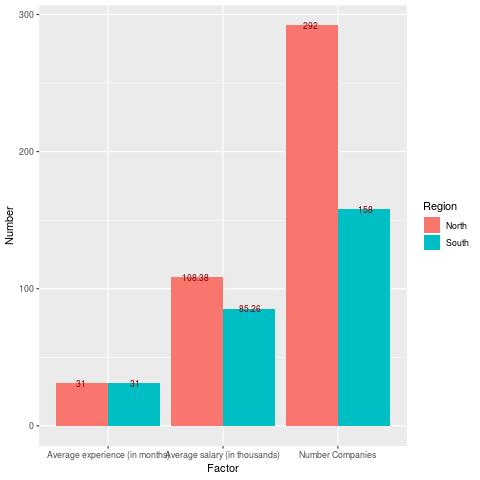 300
200
100
0
Number
292
158
108.38
85.26
31
31
Average experience (in months)
Average salary (in thousands)
Number Companies
Factor
Region
North
South